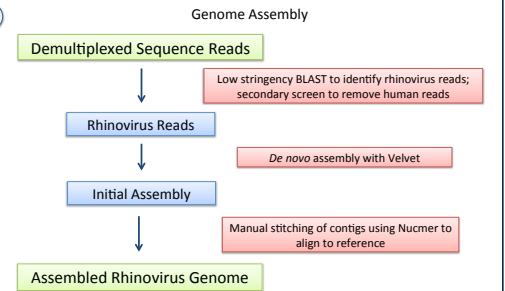 Genome Assembly
Demultiplexed Sequence Reads
Low stringency BLAST to identify rhinovirus reads;
secondary screen to remove human reads
Rhinovirus Reads
De novo assembly with Velvet
Initial Assembly
Manual stitching of contigs using Nucmer to
align to reference
Assembled Rhinovirus Genome